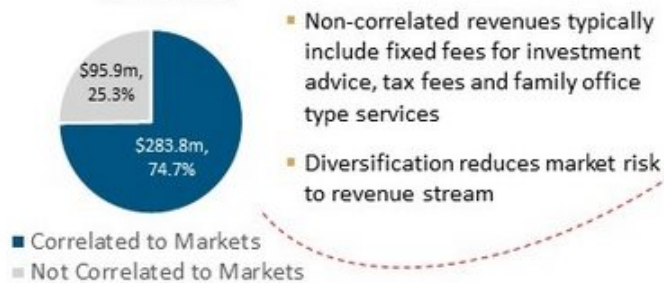 $95.9m,
25.3%
$283.8m,
74.7%
■ Correlated to Markets
■ Not Correlated to Markets
▪ Non-correlated revenues typically
include fixed fees for investment
advice, tax fees and family office
type services
▪ Diversification reduces market risk
to revenue stream